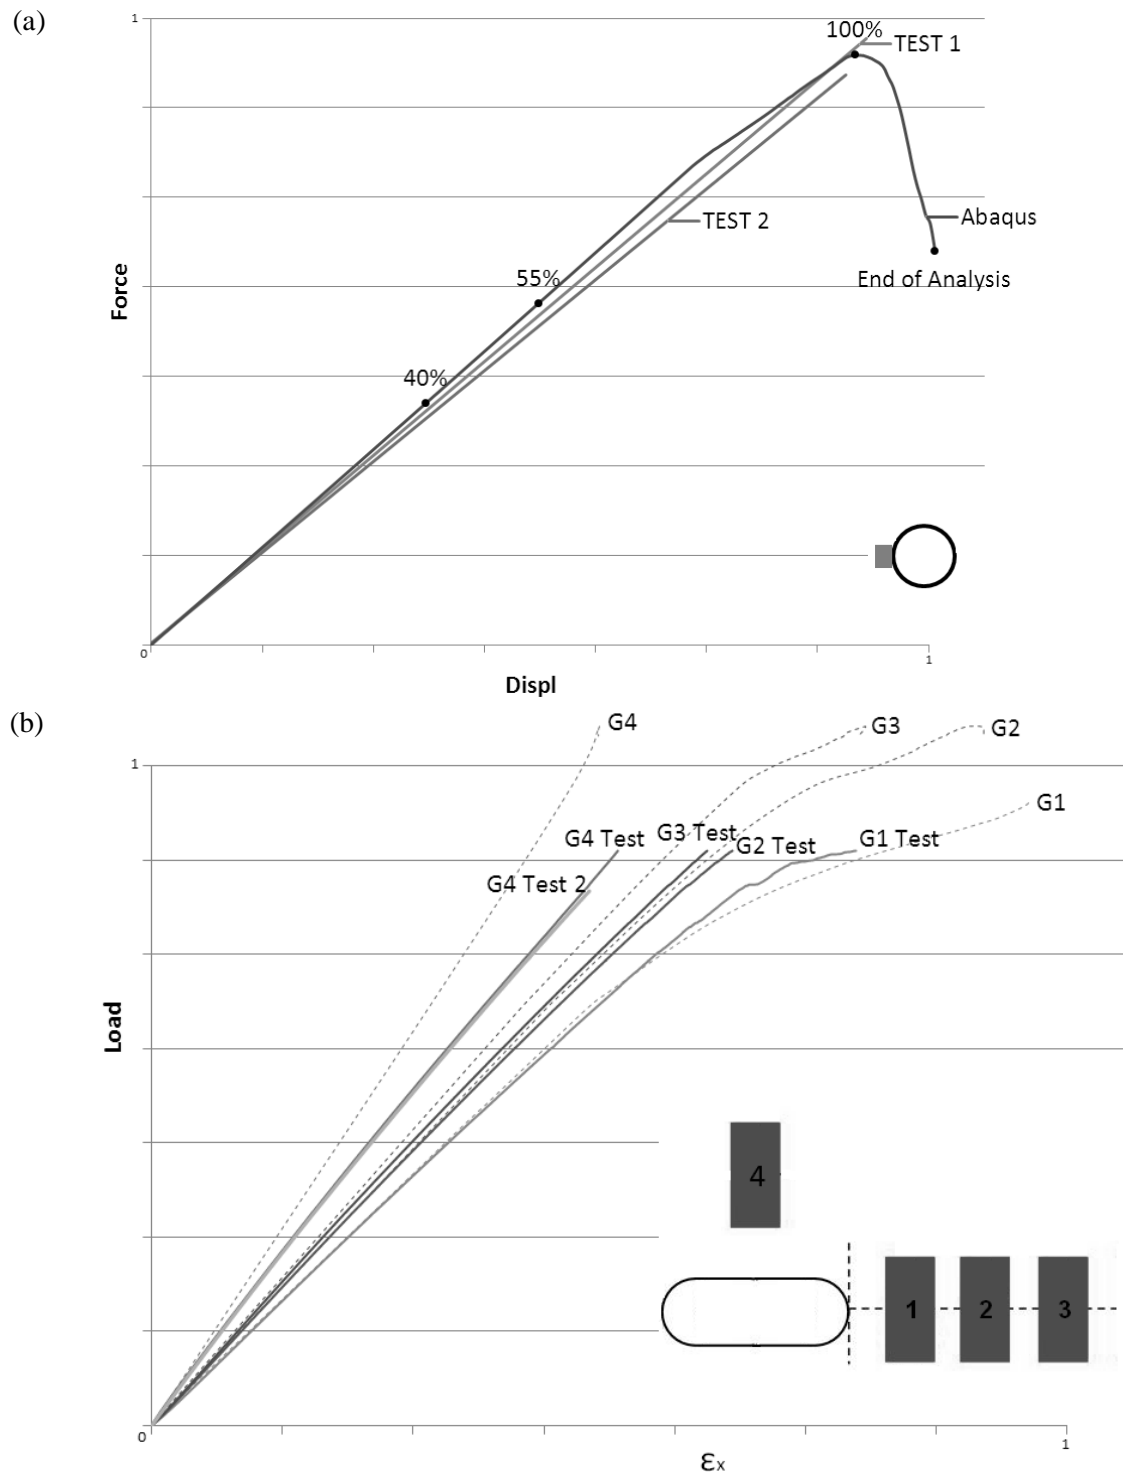 (a)
1
100%
TEST 1
TEST 2
Abaqus
55%
End of Analysis
Force
40%
0
1
Displ
(b)
G4
G3
G2
1
G1
G4 Test
G3 Test
G2 Test
G1 Test
G4 Test 2
Load
4
1
2
3
0
1
εx